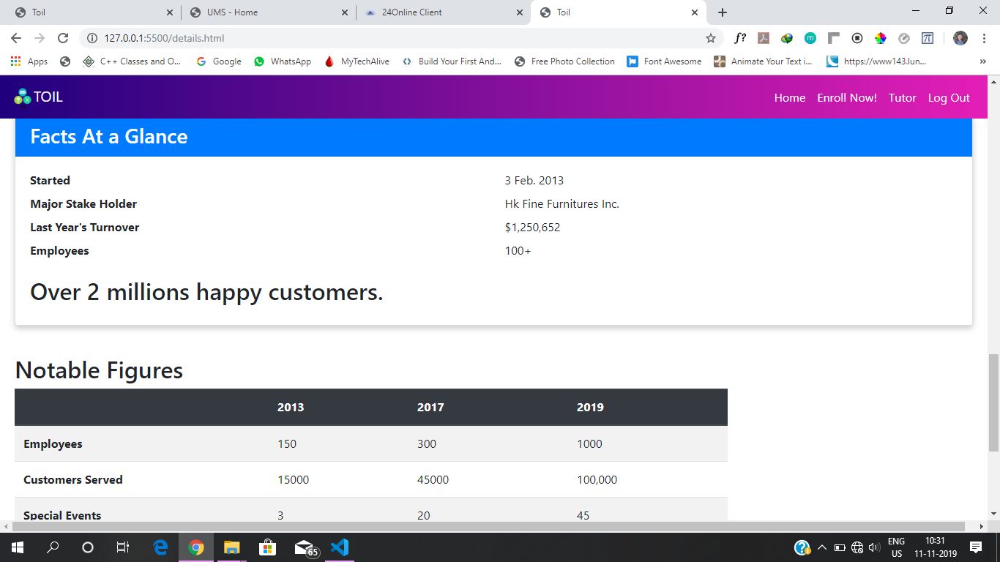 Toil
UMS - Home
24Online Client
Toil
127.0.0.1:5500/details.html
f?
Apps
C++ Classes and O...
Google
WhatsApp
MyTechAlive
Build Your First And...
Free Photo Collection
Font Awesome
Animate Your Text i...
https://www143.lun...
»
TOIL
Home Enroll Now! Tutor Log Out
Facts At a Glance
Started 3 Feb. 2013
Major Stake Holder Hk Fine Furnitures Inc.
Last Year's Turnover $1,250,652
Employees 100+
Over 2 millions happy customers.
Notable Figures
2013 2017 2019
Employees 150 300 1000
Customers Served 15000 45000 100,000
Special Events 3 20 45
65
ENG
US
10:31
11-11-2019